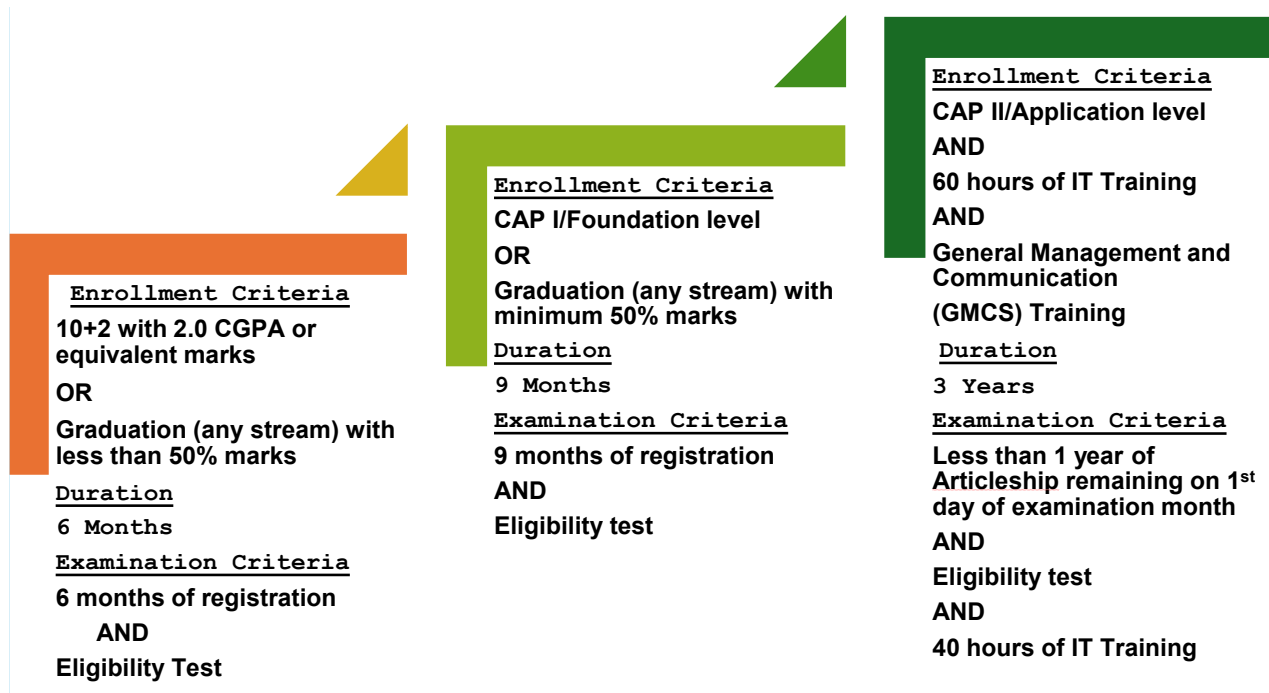 Enrollment Criteria
10+2 with 2.0 CGPA or
equivalent marks
OR
Graduation (any stream) with
less than 50% marks
Duration
6 Months
Examination Criteria
6 months of registration
AND
Eligibility Test
Enrollment Criteria
CAP I/Foundation level
OR
Graduation (any stream) with
minimum 50% marks
Duration
9 Months
Examination Criteria
9 months of registration
AND
Eligibility test
Enrollment Criteria
CAP II/Application level
AND
60 hours of IT Training
AND
General Management and
Communication
(GMCS) Training
Duration
3 Years
Examination Criteria
Less than 1 year of
Articleship remaining on 1st
day of examination month
AND
Eligibility test
AND
40 hours of IT Training